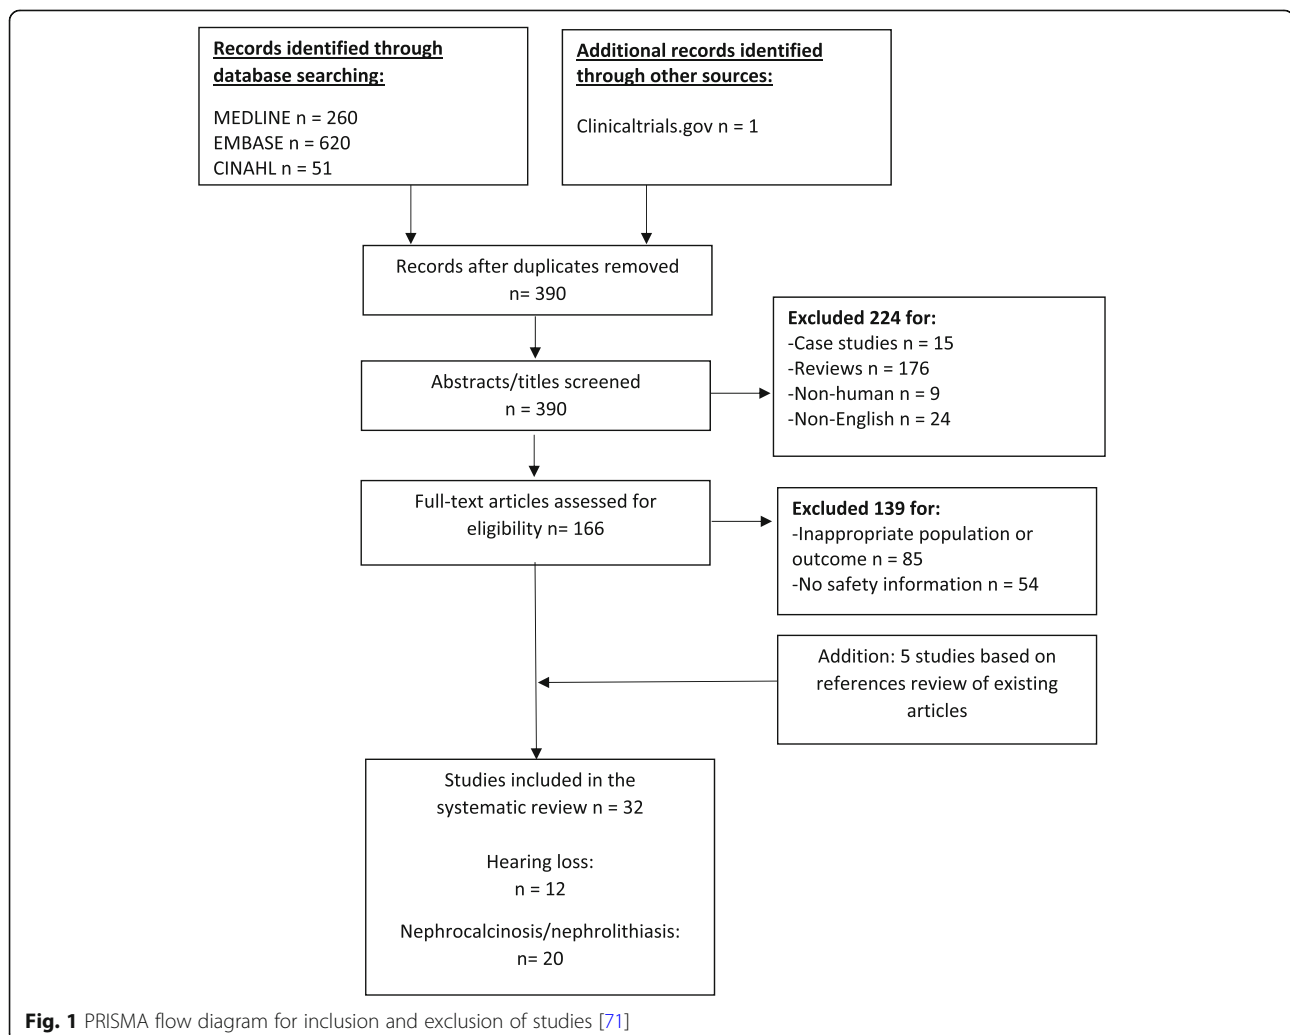 Records identified through
database searching:
MEDLINE n = 260
EMBASE n = 620
CINAHL n = 51
Additional records identified
through other sources:
Clinicaltrials.gov n = 1
Records after duplicates removed
n= 390
Abstracts/titles screened
n = 390
Excluded 224 for:
-Case studies n = 15
-Reviews n = 176
-Non-human n = 9
-Non-English n = 24
Full-text articles assessed for
eligibility n= 166
Excluded 139 for:
-Inappropriate population or
outcome n = 85
-No safety information n = 54
Addition: 5 studies based on
references review of existing
articles
Studies included in the
systematic review n = 32
Hearing loss:
n = 12
Nephrocalcinosis/nephrolithiasis:
n= 20
Fig. 1 PRISMA flow diagram for inclusion and exclusion of studies [71]